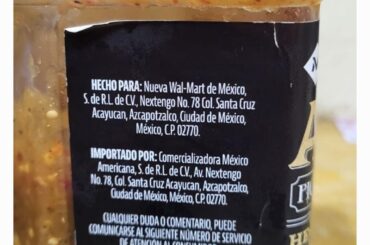 HECHO PARA: Nueva Wal-Mart de México,
S. de R.L. de C.V., Nextengo No. 78 Col. Santa Cruz
Acayucan, Azcapotzalco, Ciudad de México,
México, C.P. 02770.
IMPORTADO POR: Comercializadora México
Americana, S. de R.L. de C.V., Av. Nextengo
No. 78, Col. Santa Cruz Acayucan, Azcapotzalco,
Ciudad de México, México, C.P. 02770.
CUALQUIER DUDA O COMENTARIO, PUEDE
COMUNICARSE AL SIGUIENTE NÚMERO DE SERVICIO